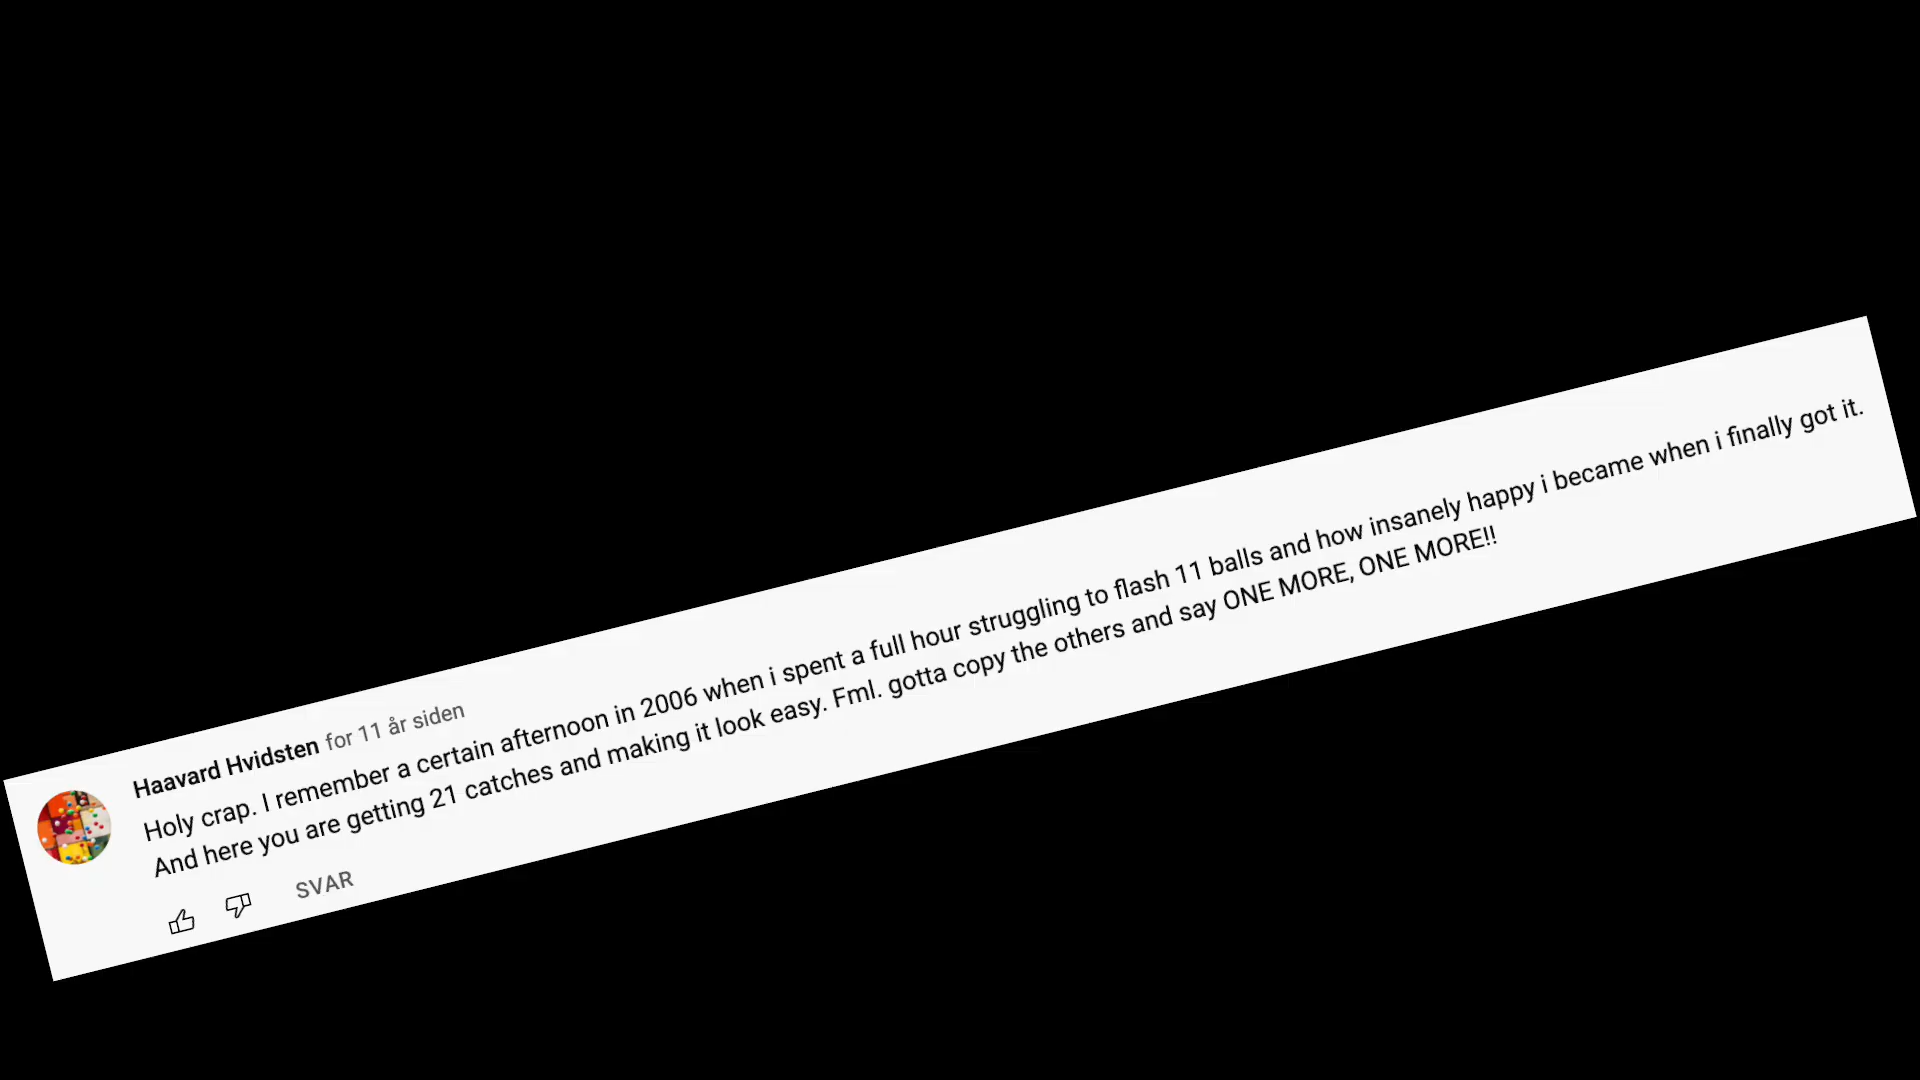 Haavard Hvidsten for 11 år siden
Holy crap. I remember a certain afternoon in 2006 when i spent a full hour struggling to flash 11 balls and how insanely happy i became when i finally got it.
And here you are getting 21 catches and making it look easy. Fml. gotta copy the others and say ONE MORE, ONE MORE!!
SVAR